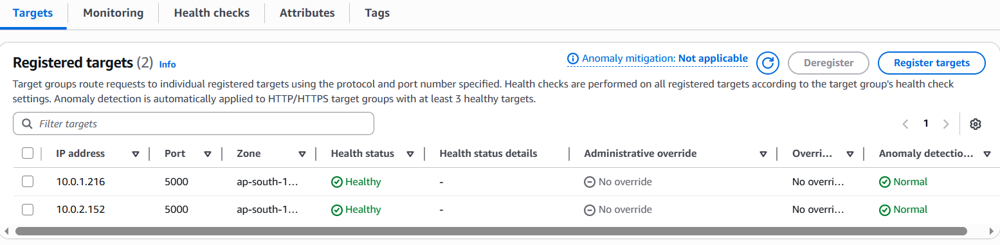 Targets Monitoring Health checks Attributes Tags
Registered targets (2) Info
Anomaly mitigation: Not applicable Deregister Register targets
Target groups route requests to individual registered targets using the protocol and port number specified. Health checks are performed on all registered targets according to the target group's health check
settings. Anomaly detection is automatically applied to HTTP/HTTPS target groups with at least 3 healthy targets.
Filter targets
1
IP address Port Zone Health status Health status details Administrative override Overri... Anomaly detectio...
10.0.1.216 5000 ap-south-1... Healthy - No override No overri... Normal
10.0.2.152 5000 ap-south-1... Healthy - No override No overri... Normal